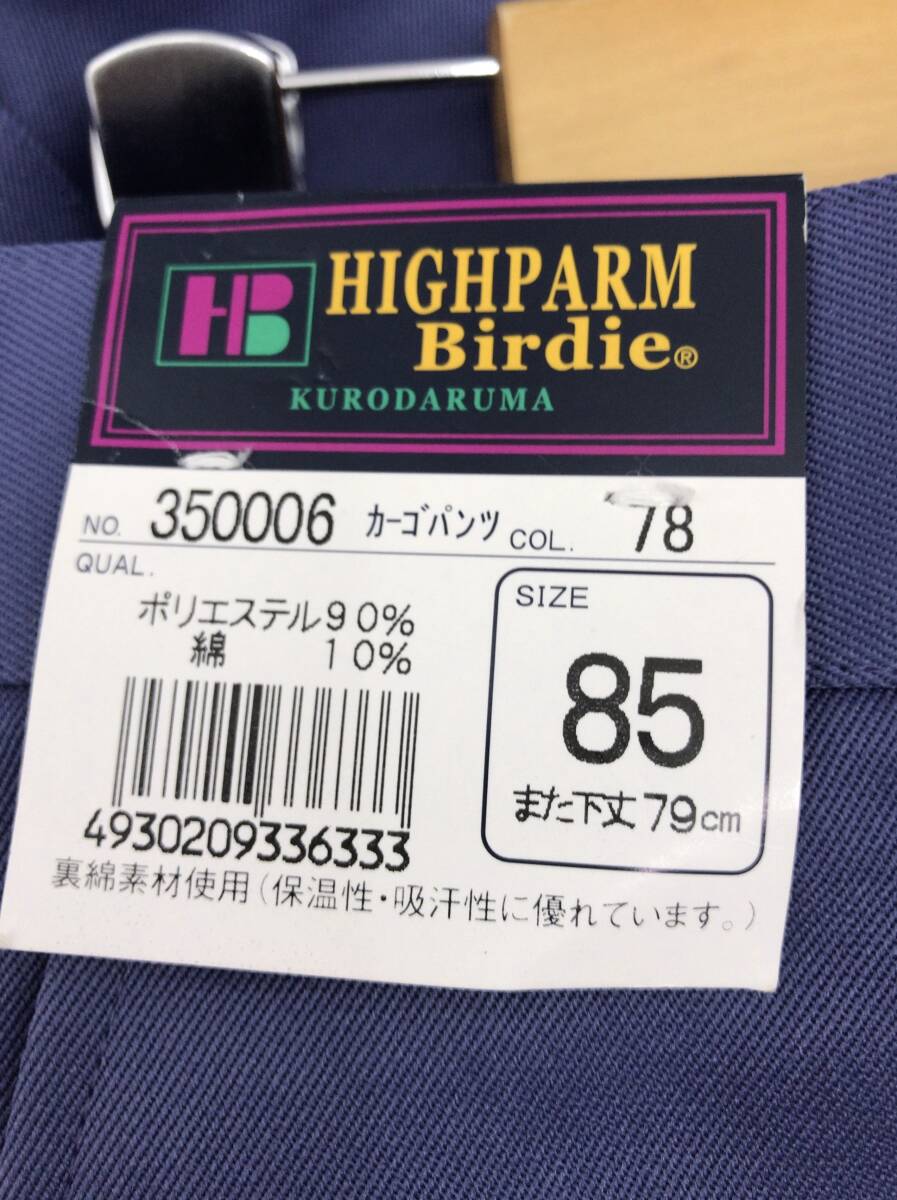 HB HIGHPARM
Birdie®
KURODARUMA
NO. 350006 カーゴパンツ COL. 78
QUAL.
ポリエステル90%
綿 10%
SIZE
85
また下丈79cm
4930209336333
裏綿素材使用(保温性・吸汗性に優れています。)